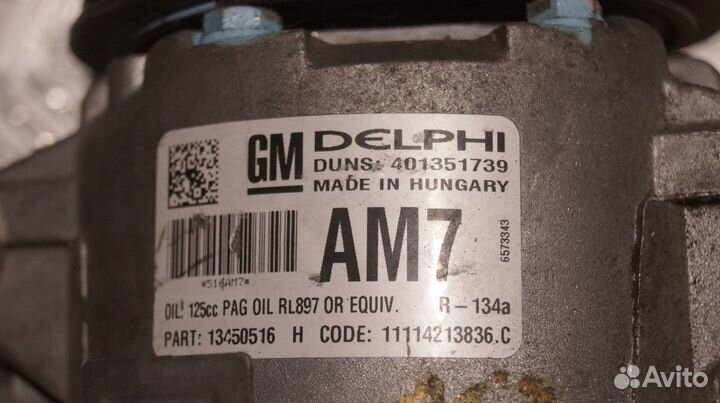 GM DELPHI
DUNS: 401351739
MADE IN HUNGARY
AM7
6573343
*516AM7*
OIL: 125cc PAG OIL RL897 OR EQUIV. R-134a
PART: 13450516 H CODE: 11114213836.C
Avito